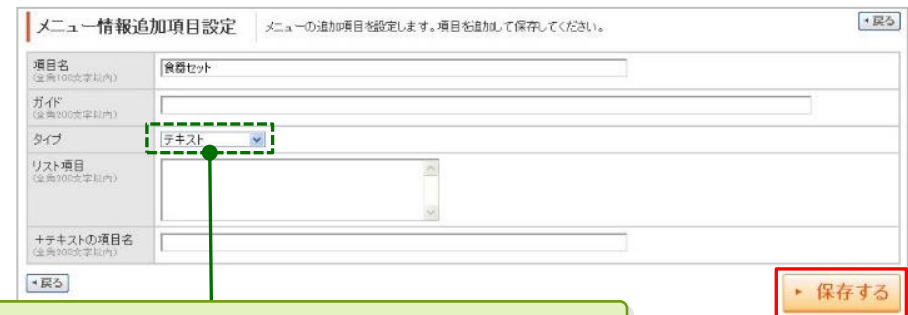 メニュー情報追加項目設定 メニューの追加項目を設定します。項目を追加して保存してください。 戻る
項目名 食器セット
(全角100文字以内)
ガイド
(全角200文字以内)
タイプ テキスト
リスト項目
(全角300文字以内)
+テキストの項目名
(全角300文字以内)
戻る
保存する